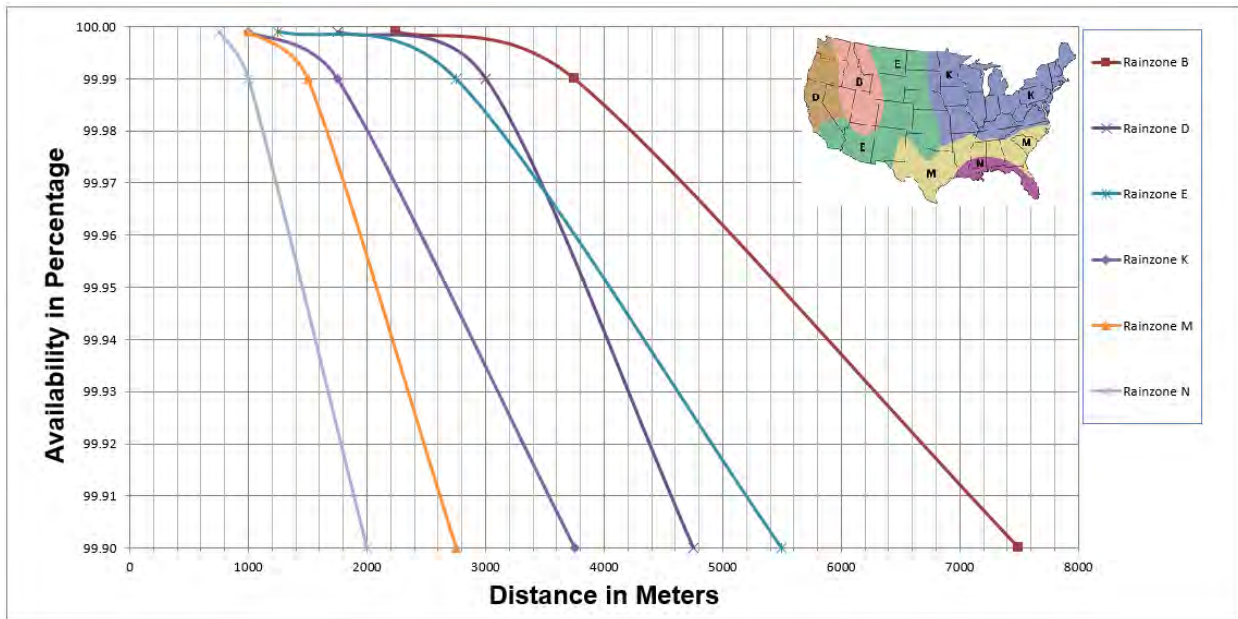 100.00
99.99
99.98
99.97
99.96
99.95
99.94
99.93
99.92
99.91
99.90
Availability in Percentage
0 1000 2000 3000 4000 5000 6000 7000 8000
Distance in Meters
D
B
E
E
K
K
M
M
N
Rainzone B
Rainzone D
Rainzone E
Rainzone K
Rainzone M
Rainzone N